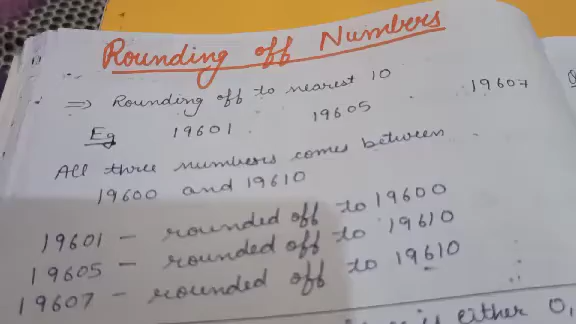 Rounding off Numbers
⇒ Rounding off to nearest 10
Eg 19601 19605 19607
All three numbers comes between
19600 and 19610
19601 – rounded off to 19600
19605 – rounded off to 19610
19607 – rounded off to 19610
is either 0,